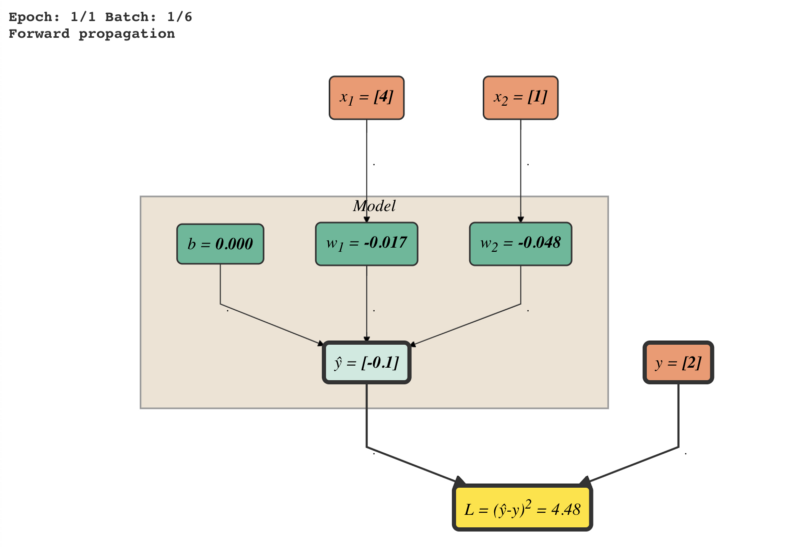 Epoch: 1/1 Batch: 1/6
Forward propagation
x₁ = [4]
x₂ = [1]
Model
b = 0.000
w₁ = -0.017
w₂ = -0.048
ŷ = [-0.1]
y = [2]
L = (ŷ-y)² = 4.48